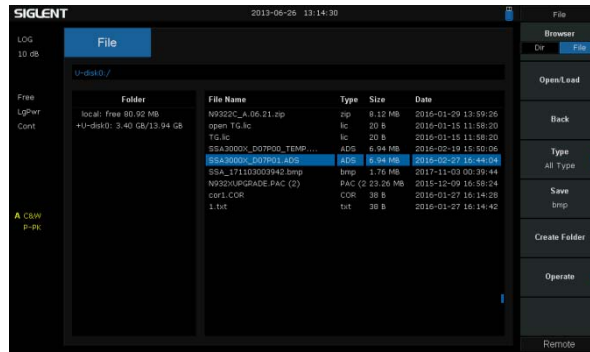 SIGLENT 2013-06-26 13:14:30 File
LOG
10 dB
File
Browser
Dir File
U-disk0:/
Open/Load
Free
LgPwr
Cont
Folder
local: free 80.92 MB
+U-disk0: 3.40 GB/13.94 GB
File Name Type Size Date
N9322C_A.06.21.zip zip 8.12 MB 2016-01-29 13:59:26
open TG.lic lic 20 B 2016-01-15 11:58:20
TG.lic lic 20 B 2016-01-15 11:58:20
SSA3000X_D07P00_TEMP.... ADS 6.94 MB 2016-02-19 15:50:06
SSA3000X_D07P01.ADS ADS 6.94 MB 2016-02-27 16:44:04
SSA_171103003942.bmp bmp 1.76 MB 2017-11-03 00:39:44
N932XUPGRADE.PAC (2) PAC (2 23.26 MB 2015-12-09 16:58:24
cor1.COR COR 38 B 2016-01-27 16:14:28
1.txt txt 38 B 2016-01-27 16:14:42
Back
Type
All Type
Save
bmp
A C&W
P-PK
Create Folder
Operate
Remote